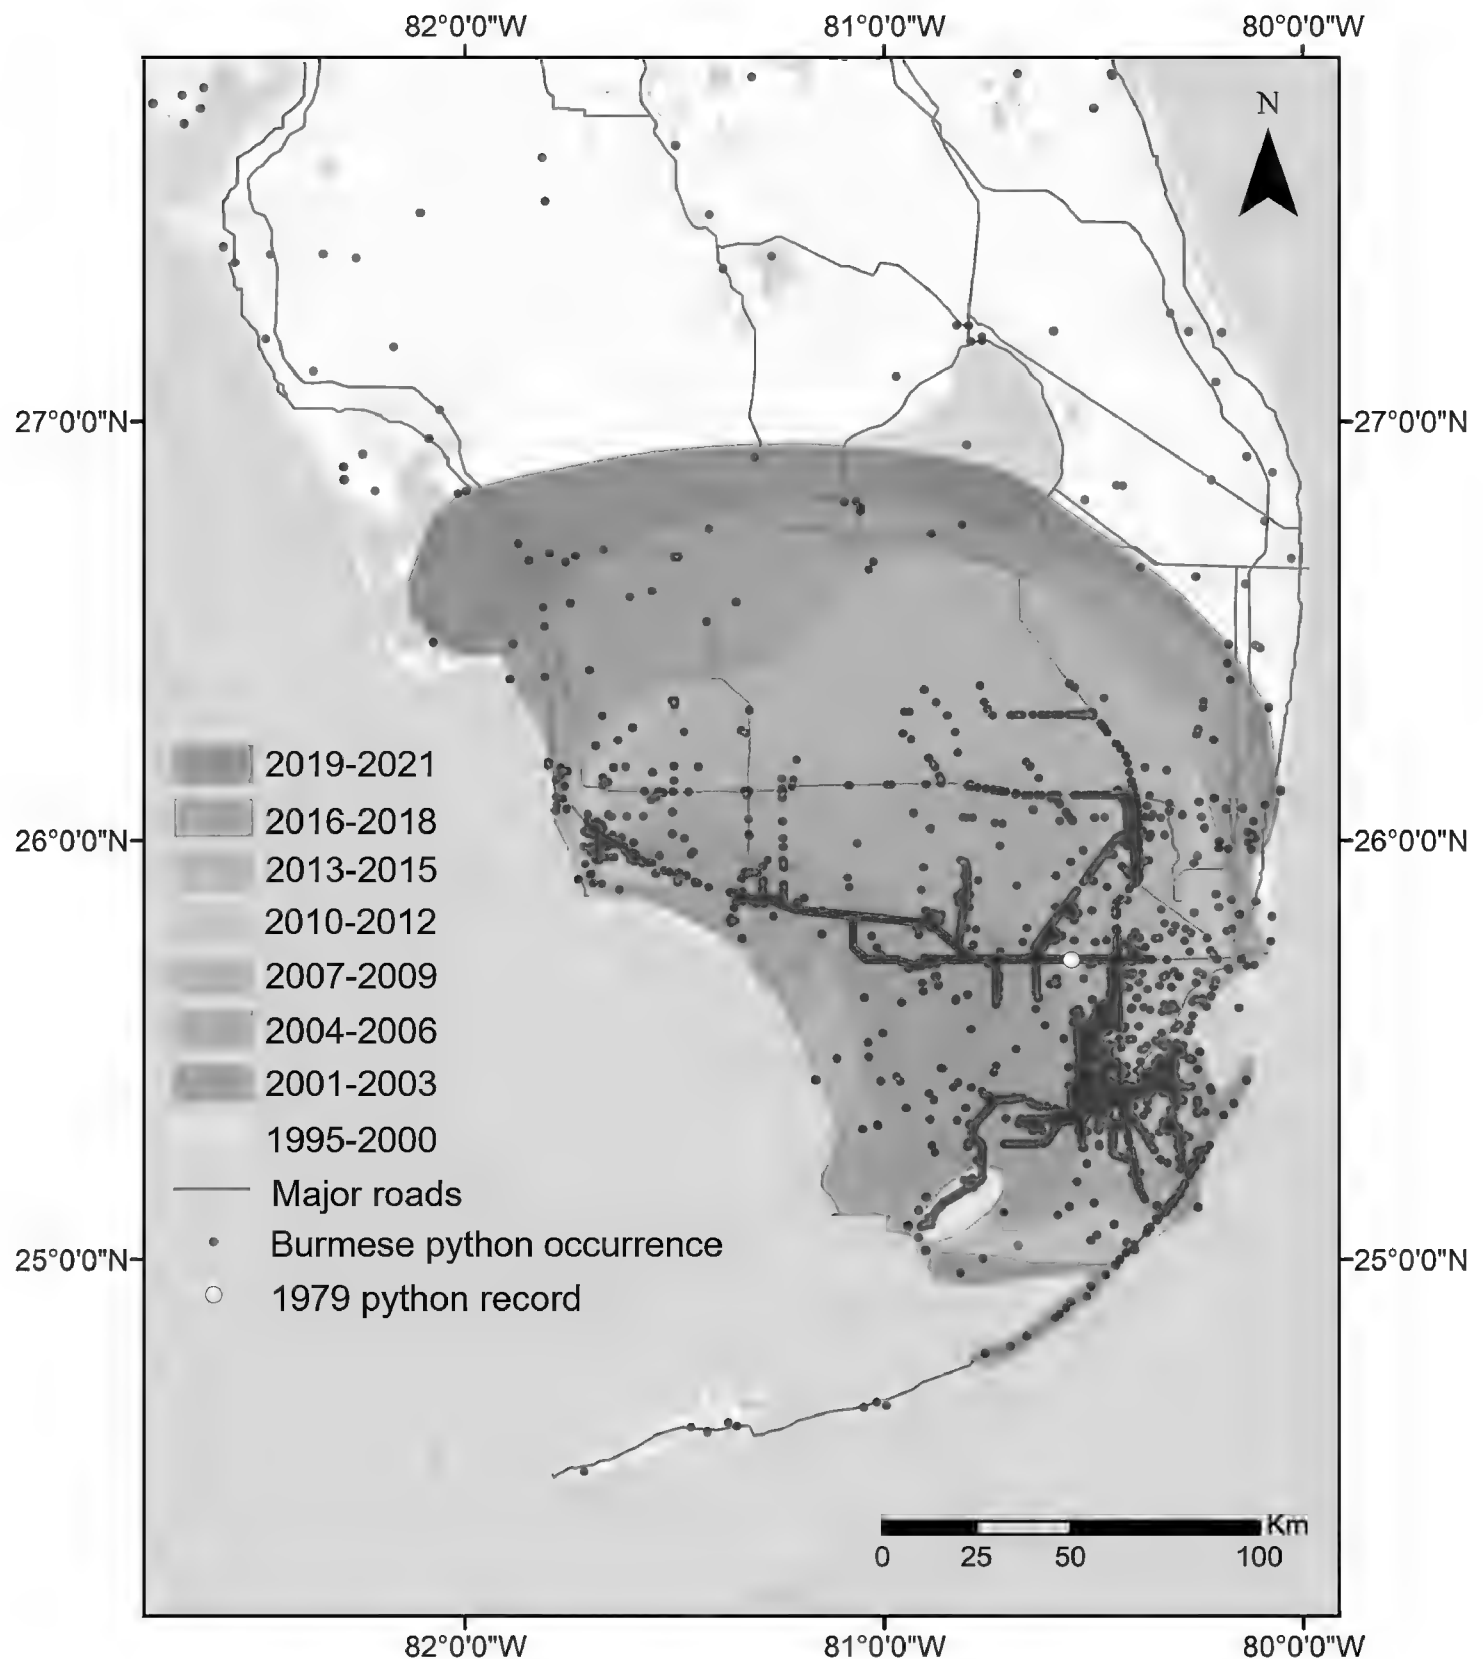 82°0'0"W 81°0'0"W 80°0'0"W
N
27°0'0"N 27°0'0"N
2019-2021
2016-2018
26°0'0"N 26°0'0"N
2013-2015
2010-2012
2007-2009
2004-2006
2001-2003
1995-2000
Major roads
Burmese python occurrence
25°0'0"N 25°0'0"N
1979 python record
Km
0 25 50 100
82°0'0"W 81°0'0"W 80°0'0"W